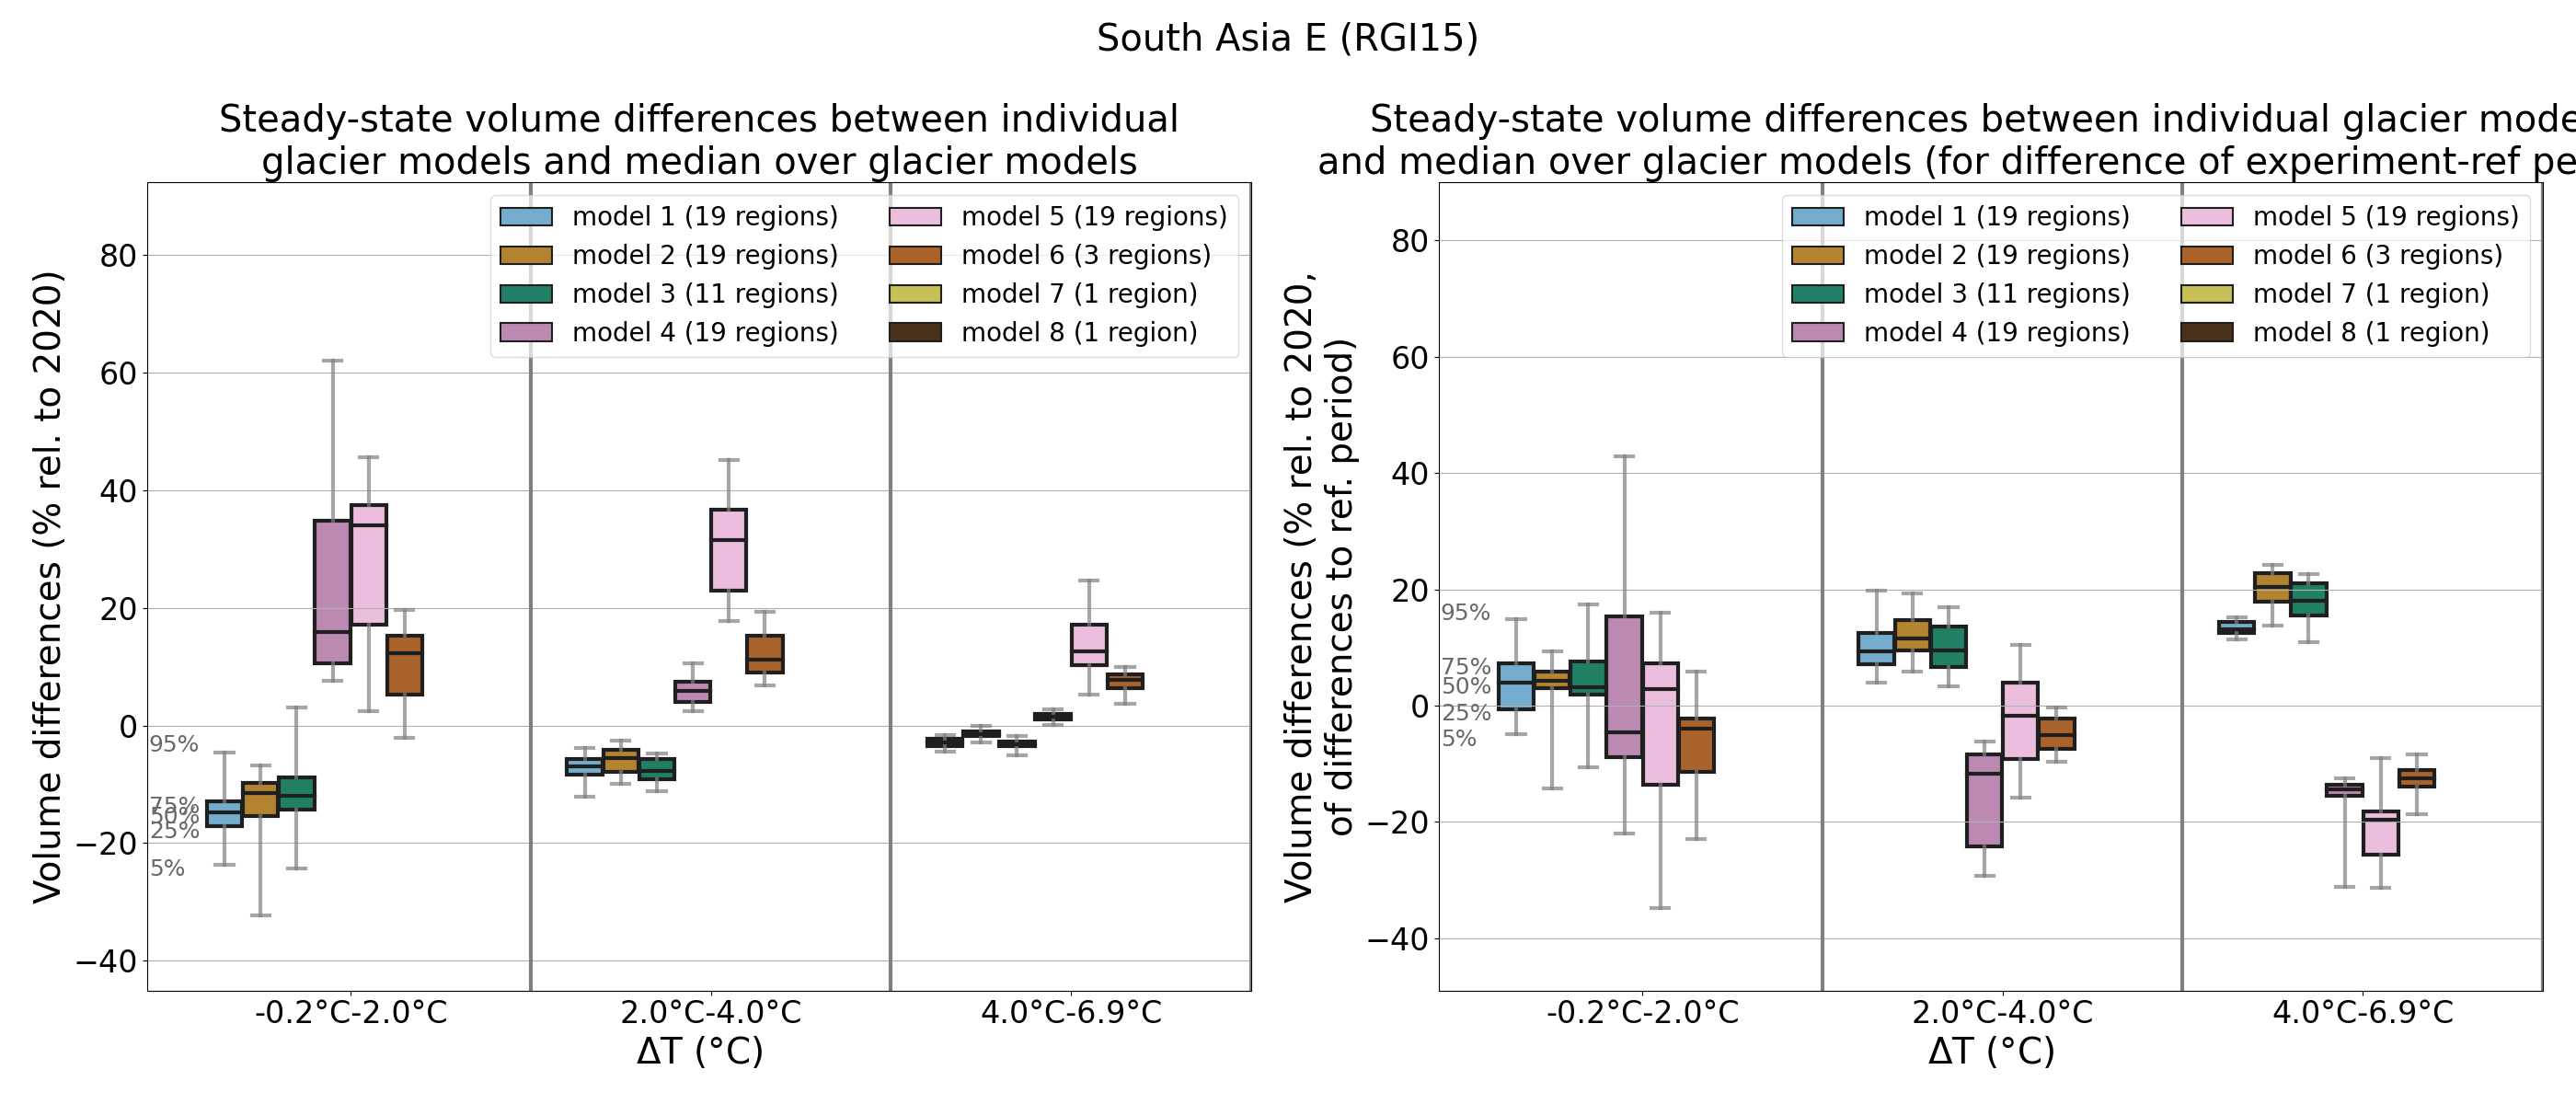 South Asia E (RGI15)
Steady-state volume differences between individual
glacier models and median over glacier models
Volume differences (% rel. to 2020)
80
60
40
20
0
−20
−40
model 1 (19 regions)
model 2 (19 regions)
model 3 (11 regions)
model 4 (19 regions)
model 5 (19 regions)
model 6 (3 regions)
model 7 (1 region)
model 8 (1 region)
95%
75%
50%
25%
5%
-0.2°C-2.0°C
2.0°C-4.0°C
4.0°C-6.9°C
ΔT (°C)
Steady-state volume differences between individual glacier mode
and median over glacier models (for difference of experiment-ref pe
Volume differences (% rel. to 2020,
of differences to ref. period)
80
60
40
20
0
−20
−40
model 1 (19 regions)
model 2 (19 regions)
model 3 (11 regions)
model 4 (19 regions)
model 5 (19 regions)
model 6 (3 regions)
model 7 (1 region)
model 8 (1 region)
95%
75%
50%
25%
5%
-0.2°C-2.0°C
2.0°C-4.0°C
4.0°C-6.9°C
ΔT (°C)